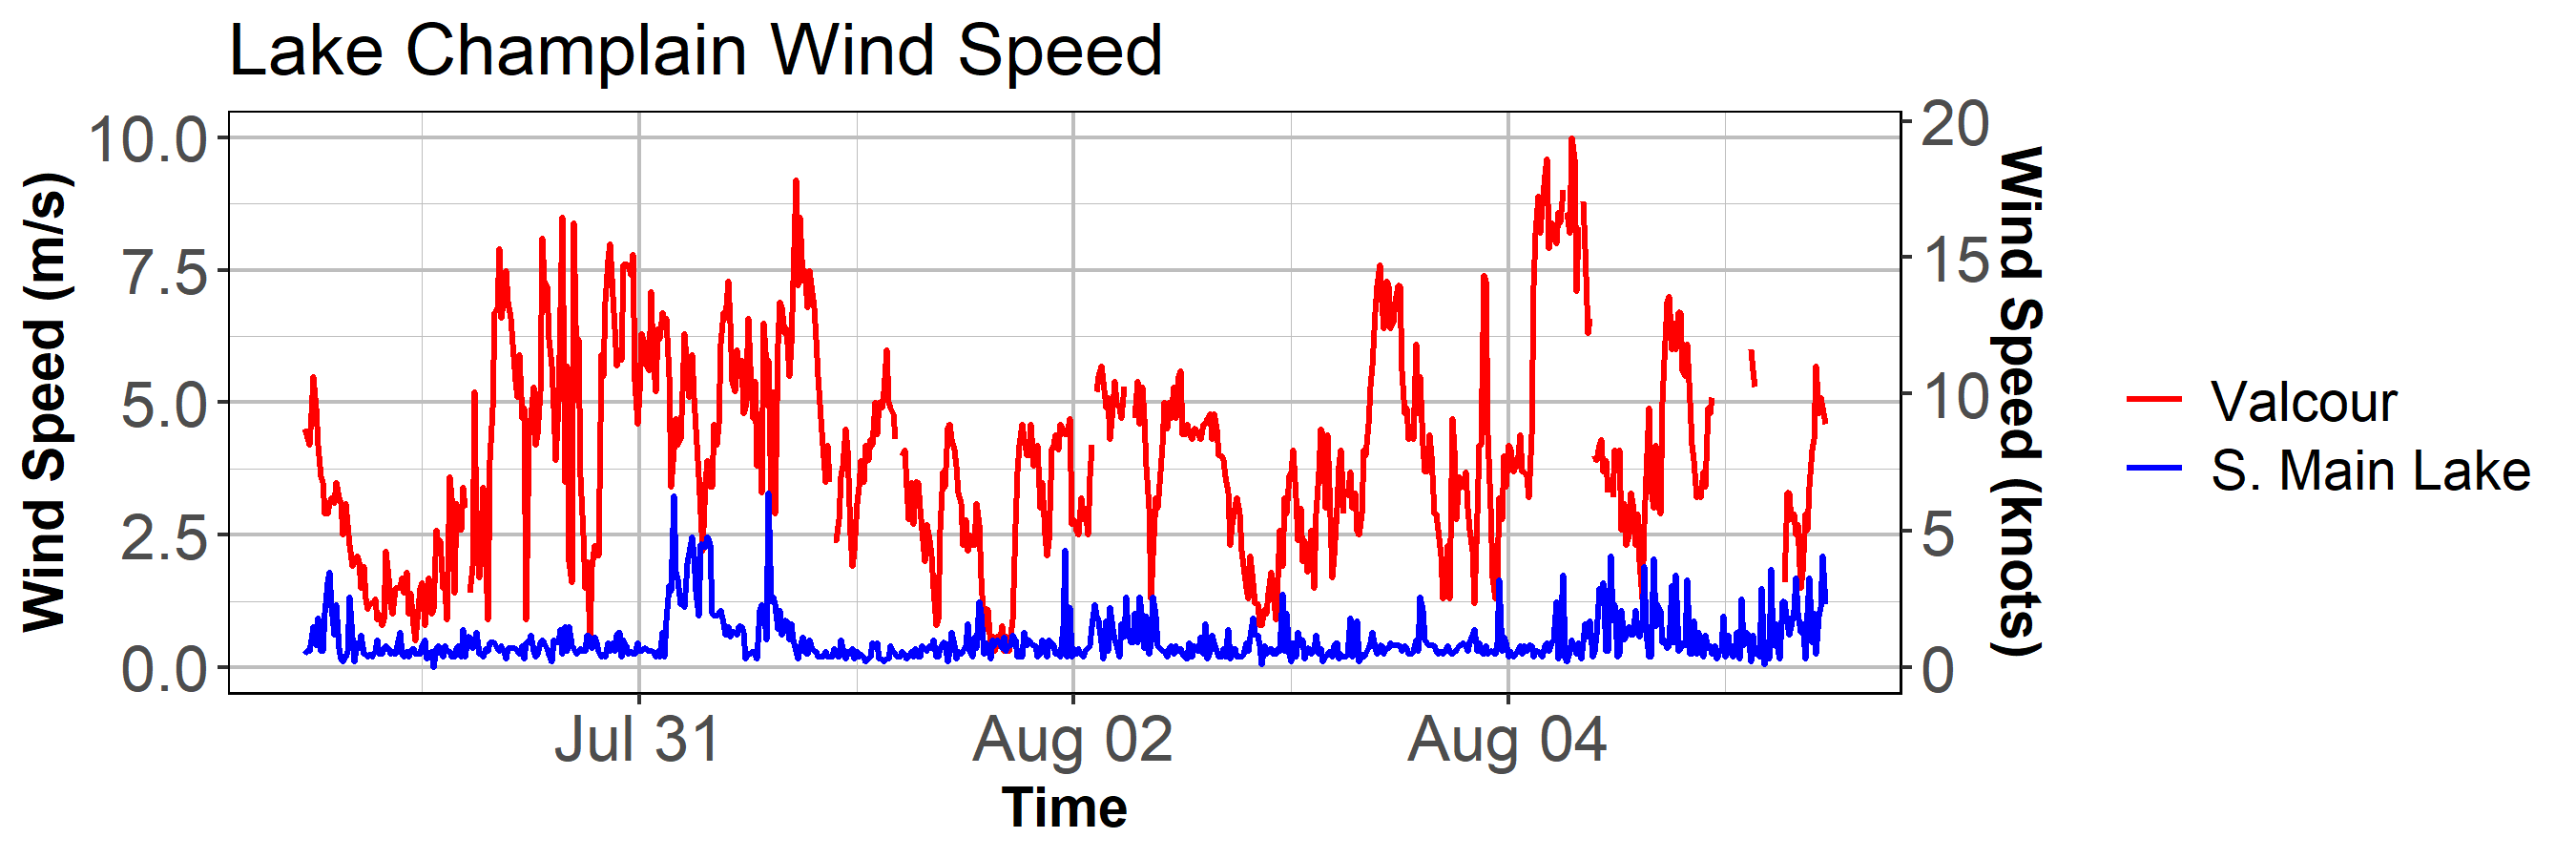 Lake Champlain Wind Speed
Wind Speed (m/s)
10.0
7.5
5.0
2.5
0.0
20
15
10
5
0
Wind Speed (knots)
Jul 31
Aug 02
Aug 04
Time
Valcour
S. Main Lake